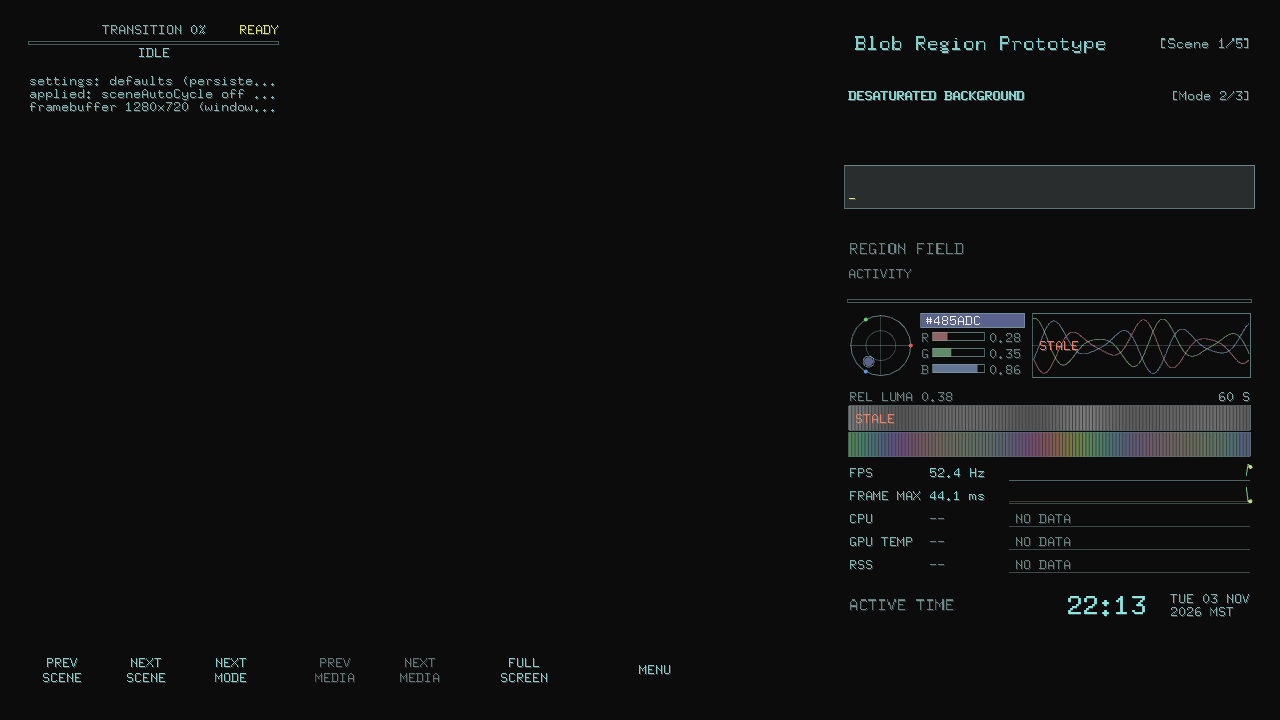 TRANSITION 0% READY
IDLE
settings: defaults (persiste...
applied: sceneAutoCycle off ...
framebuffer 1280x720 (window...
Blob Region Prototype [Scene 1/5]
DESATURATED BACKGROUND [Mode 2/3]
_
REGION FIELD
ACTIVITY
#485ADC
R 0.28
G 0.35
B 0.86
STALE
REL LUMA 0.38 60 S
STALE
FPS 52.4 Hz
FRAME MAX 44.1 ms
CPU -- NO DATA
GPU TEMP -- NO DATA
RSS -- NO DATA
ACTIVE TIME 22:13 TUE 03 NOV
2026 MST
PREV SCENE
NEXT SCENE
NEXT MODE
PREV MEDIA
NEXT MEDIA
FULL SCREEN
MENU